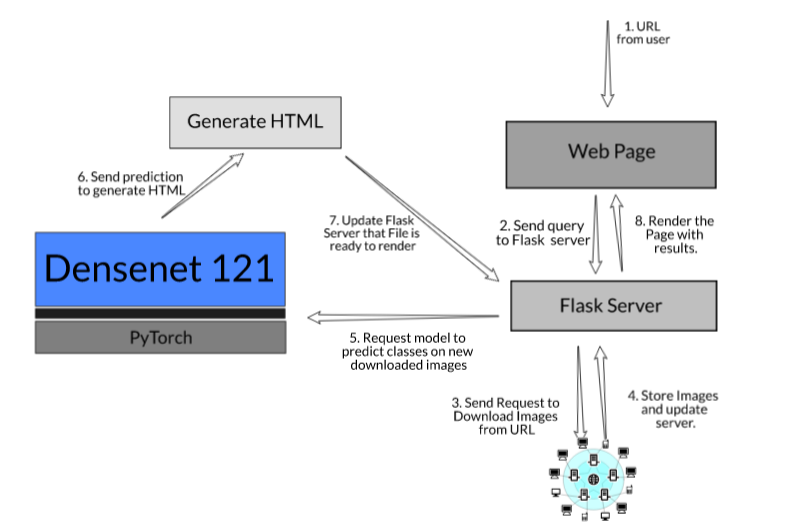 1. URL
from user
Generate HTML
Web Page
6. Send prediction
to generate HTML
7. Update Flask
Server that File is
ready to render
2. Send query
to Flask server
8. Render the
Page with
results.
Densenet 121
PyTorch
Flask Server
5. Request model to
predict classes on new
downloaded images
3. Send Request to
Download Images
from URL
4. Store Images
and update
server.